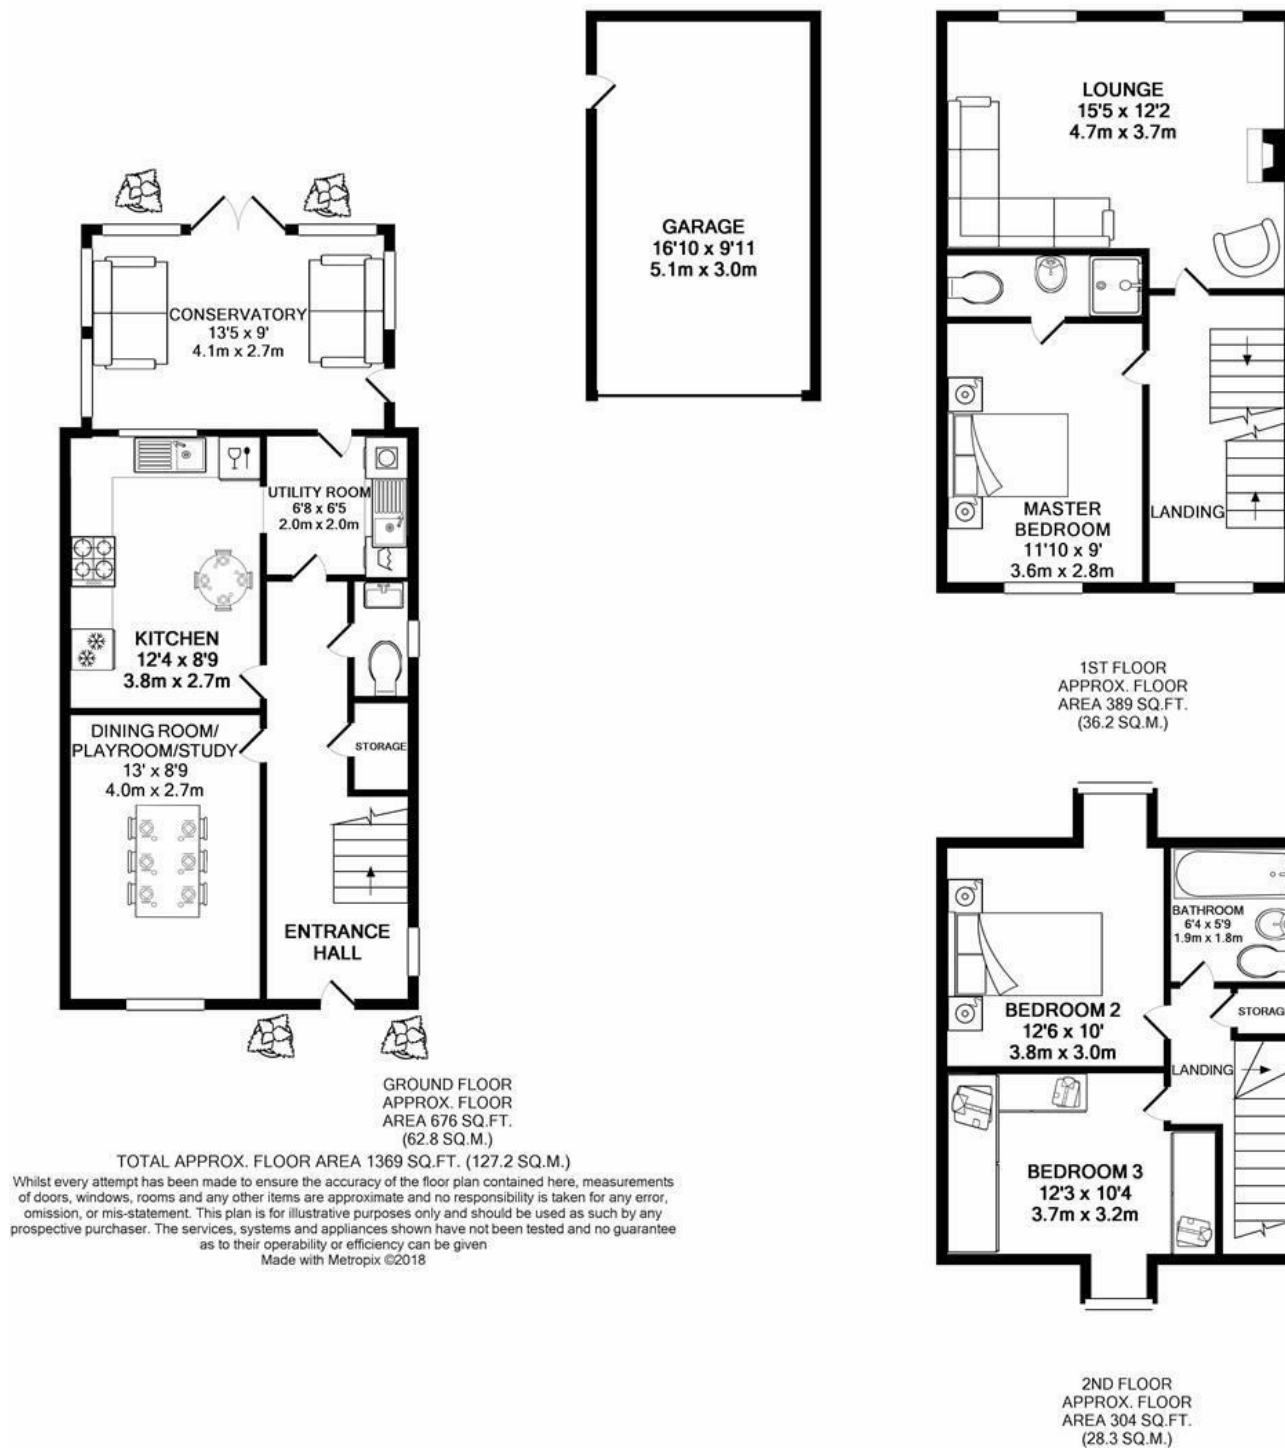 GARAGE
16'10 x 9'11
5.1m x 3.0m
CONSERVATORY
13'5 x 9'
4.1m x 2.7m
UTILITY ROOM
6'8 x 6'5
2.0m x 2.0m
KITCHEN
12'4 x 8'9
3.8m x 2.7m
DINING ROOM/
PLAYROOM/STUDY
13' x 8'9
4.0m x 2.7m
STORAGE
ENTRANCE
HALL
GROUND FLOOR
APPROX. FLOOR
AREA 676 SQ.FT.
(62.8 SQ.M.)
TOTAL APPROX. FLOOR AREA 1369 SQ.FT. (127.2 SQ.M.)
Whilst every attempt has been made to ensure the accuracy of the floor plan contained here, measurements
of doors, windows, rooms and any other items are approximate and no responsibility is taken for any error,
omission, or mis-statement. This plan is for illustrative purposes only and should be used as such by any
prospective purchaser. The services, systems and appliances shown have not been tested and no guarantee
as to their operability or efficiency can be given
Made with Metropix ©2018
LOUNGE
15'5 x 12'2
4.7m x 3.7m
MASTER
BEDROOM
11'10 x 9'
3.6m x 2.8m
LANDING
1ST FLOOR
APPROX. FLOOR
AREA 389 SQ.FT.
(36.2 SQ.M.)
BATHROOM
6'4 x 5'9
1.9m x 1.8m
BEDROOM 2
12'6 x 10'
3.8m x 3.0m
STORAG
LANDING
BEDROOM 3
12'3 x 10'4
3.7m x 3.2m
2ND FLOOR
APPROX. FLOOR
AREA 304 SQ.FT.
(28.3 SQ.M.)